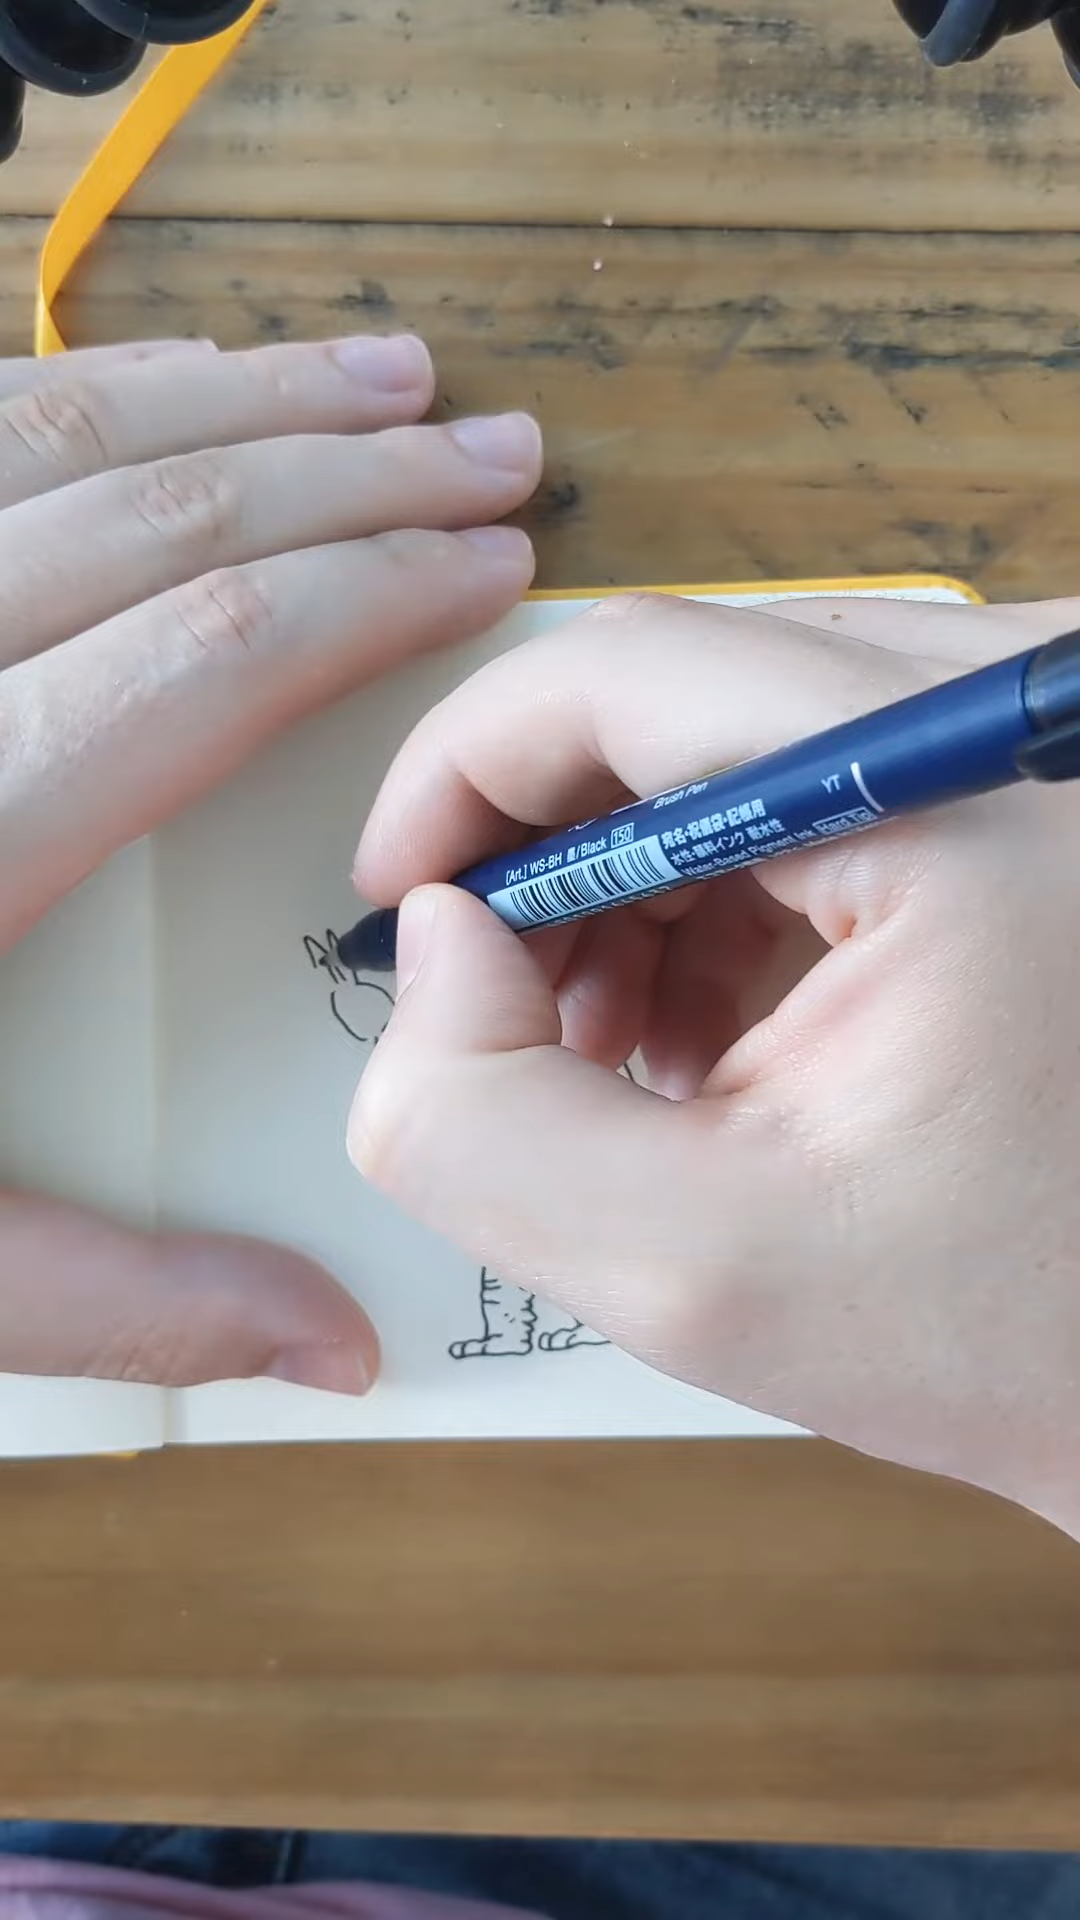 Brush Pen
[Art.] WS-BH 墨/Black 150
宛名・祝儀袋・記帳用
水性・顔料インク 耐水性
Water-Based Pigment Ink Hard Tip
YT